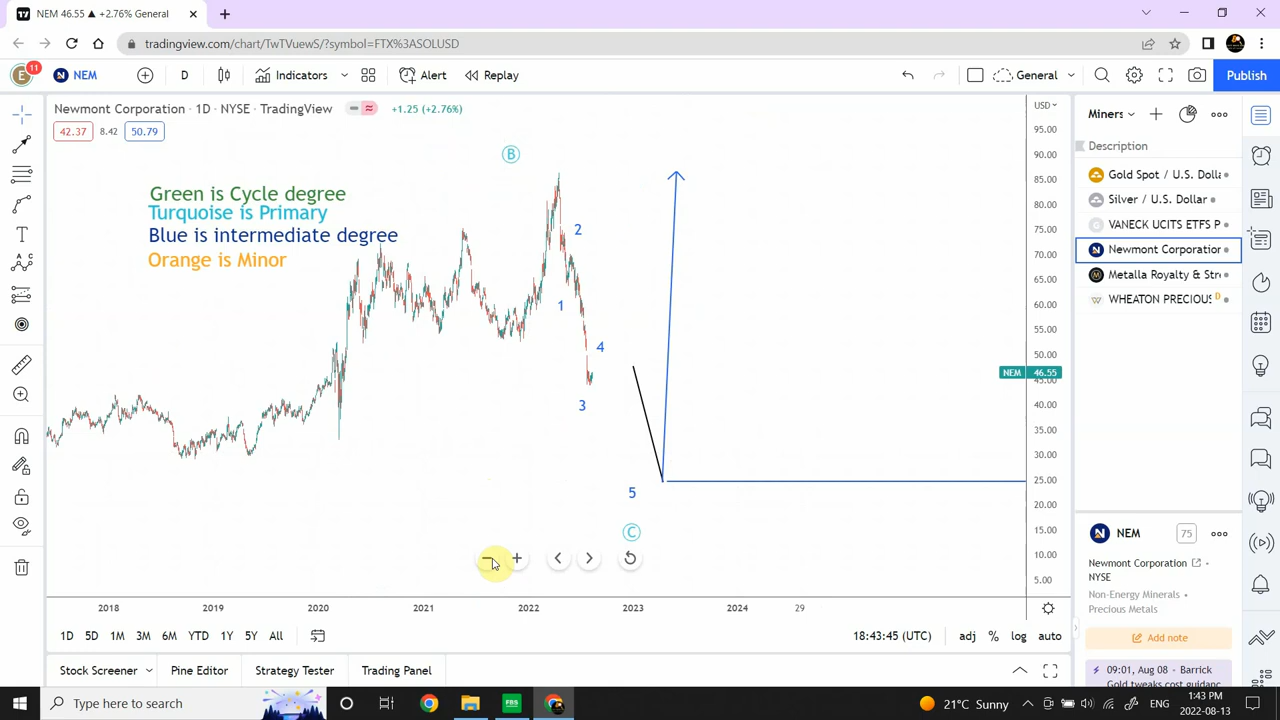 NEM 46.55 ▲ +2.76% General
tradingview.com/chart/TwTVuewS/?symbol=FTX%3ASOLUSD
E 11 NEM D Indicators Alert Replay General Publish
Newmont Corporation · 1D · NYSE · TradingView +1.25 (+2.76%)
42.37 8.42 50.79
Green is Cycle degree
Turquoise is Primary
Blue is intermediate degree
Orange is Minor
B
2
1
4
3
5
C
USD
95.00
90.00
85.00
80.00
75.00
70.00
65.00
60.00
55.00
50.00
NEM 46.55
45.00
40.00
35.00
30.00
25.00
20.00
15.00
10.00
5.00
2018 2019 2020 2021 2022 2023 2024 29
1D 5D 1M 3M 6M YTD 1Y 5Y All 18:43:45 (UTC) adj % log auto
Stock Screener Pine Editor Strategy Tester Trading Panel
Miners
Description
Gold Spot / U.S. Dolla
Silver / U.S. Dollar
VANECK UCITS ETFS P
Newmont Corporation
Metalla Royalty & Str
WHEATON PRECIOUS D
NEM 75
Newmont Corporation
NYSE
Non-Energy Minerals •
Precious Metals
Add note
09:01, Aug 08 - Barrick
Gold tweaks cost guidanc
Type here to search FBS 21°C Sunny ENG 1:43 PM
2022-08-13